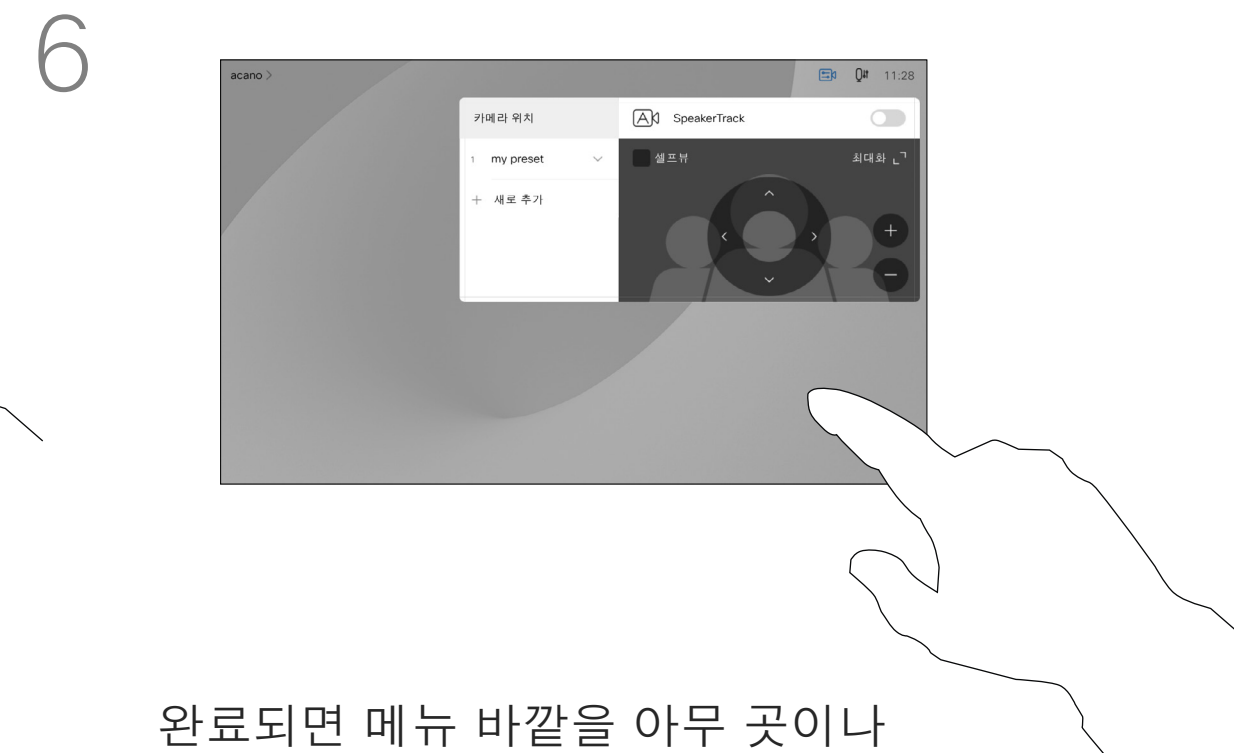 6
acano >
11:28
카메라 위치
SpeakerTrack
1 my preset
셀프뷰
최대화
+ 새로 추가
완료되면 메뉴 바깥을 아무 곳이나